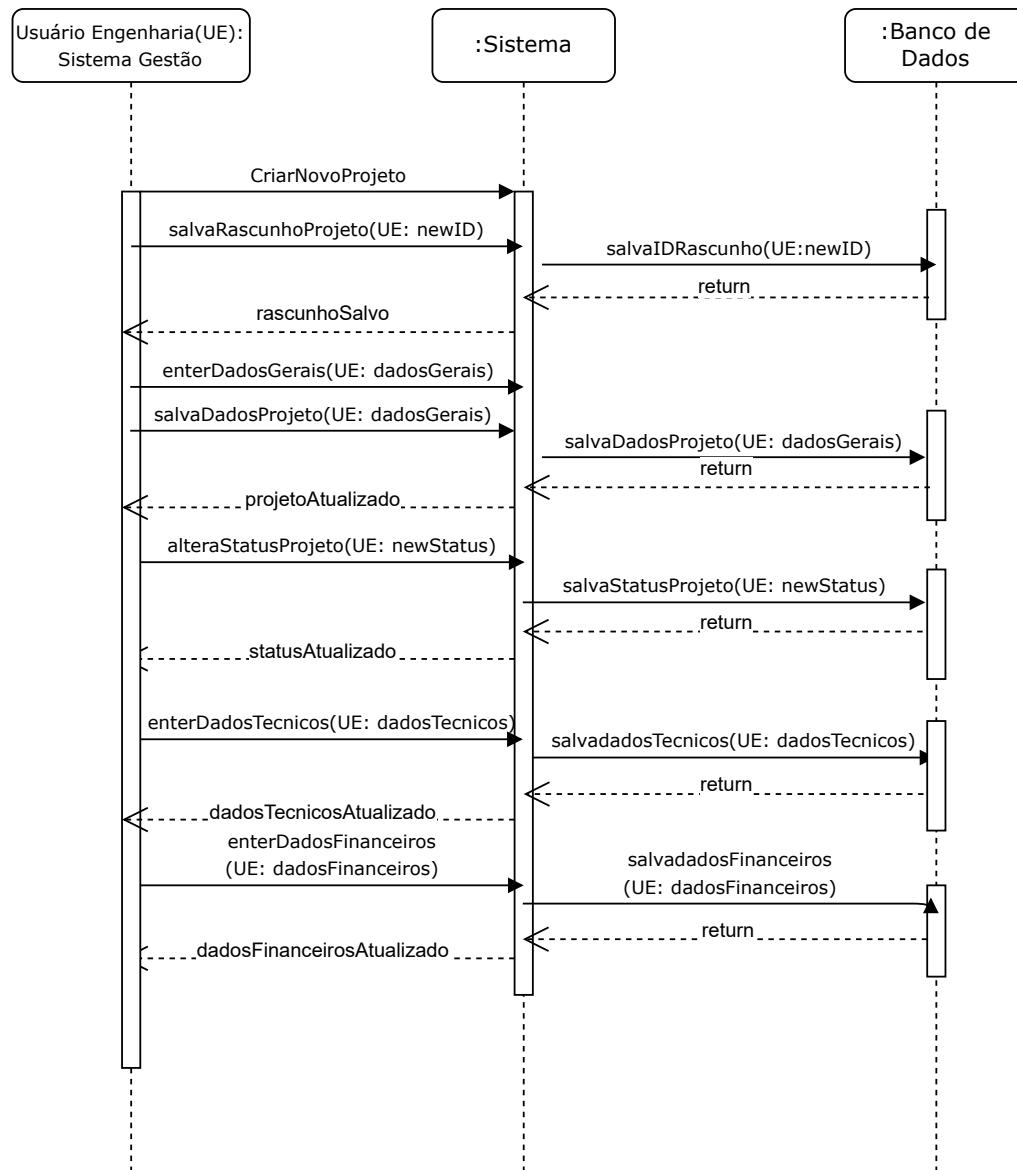 Usuário Engenharia(UE):
Sistema Gestão
:Sistema
:Banco de
Dados
CriarNovoProjeto
salvaRascunhoProjeto(UE: newID)
salvaIDRascunho(UE:newID)
return
rascunhoSalvo
enterDadosGerais(UE: dadosGerais)
salvaDadosProjeto(UE: dadosGerais)
salvaDadosProjeto(UE: dadosGerais)
return
projetoAtualizado
alteraStatusProjeto(UE: newStatus)
salvaStatusProjeto(UE: newStatus)
return
statusAtualizado
enterDadosTecnicos(UE: dadosTecnicos)
salvadadosTecnicos(UE: dadosTecnicos)
return
dadosTecnicosAtualizado
enterDadosFinanceiros
(UE: dadosFinanceiros)
salvadadosFinanceiros
(UE: dadosFinanceiros)
return
dadosFinanceirosAtualizado